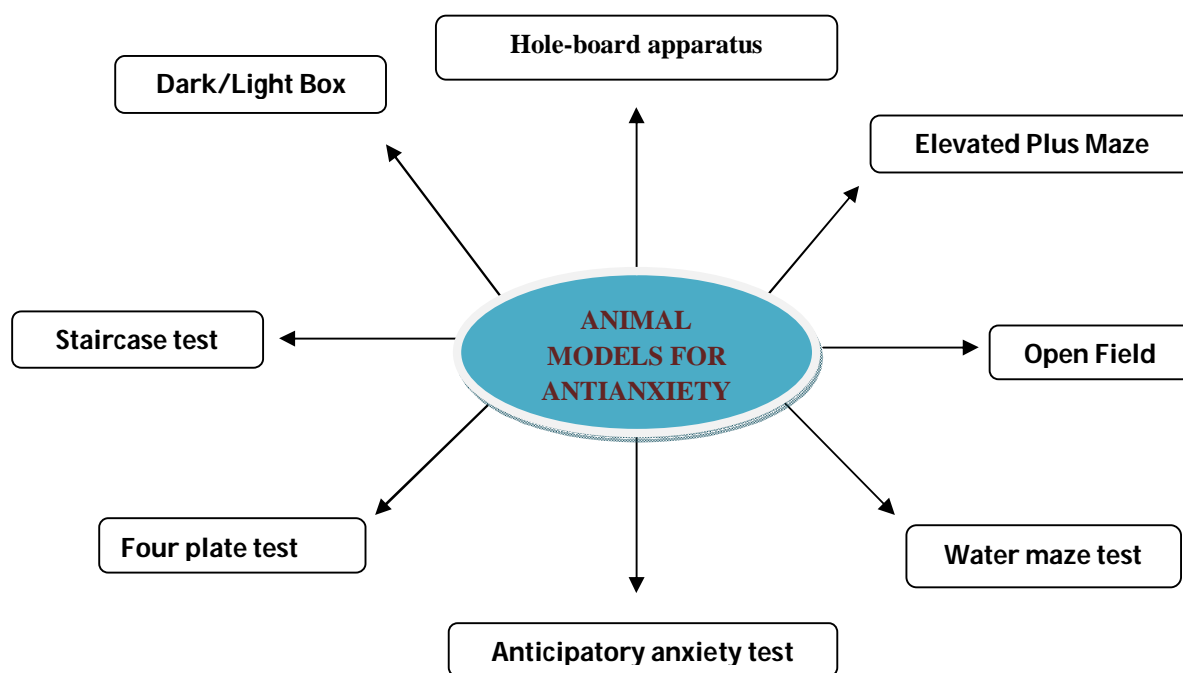 Hole-board apparatus
Dark/Light Box
Elevated Plus Maze
Staircase test
ANIMAL
MODELS FOR
ANTIANXIETY
Open Field
Four plate test
Water maze test
Anticipatory anxiety test